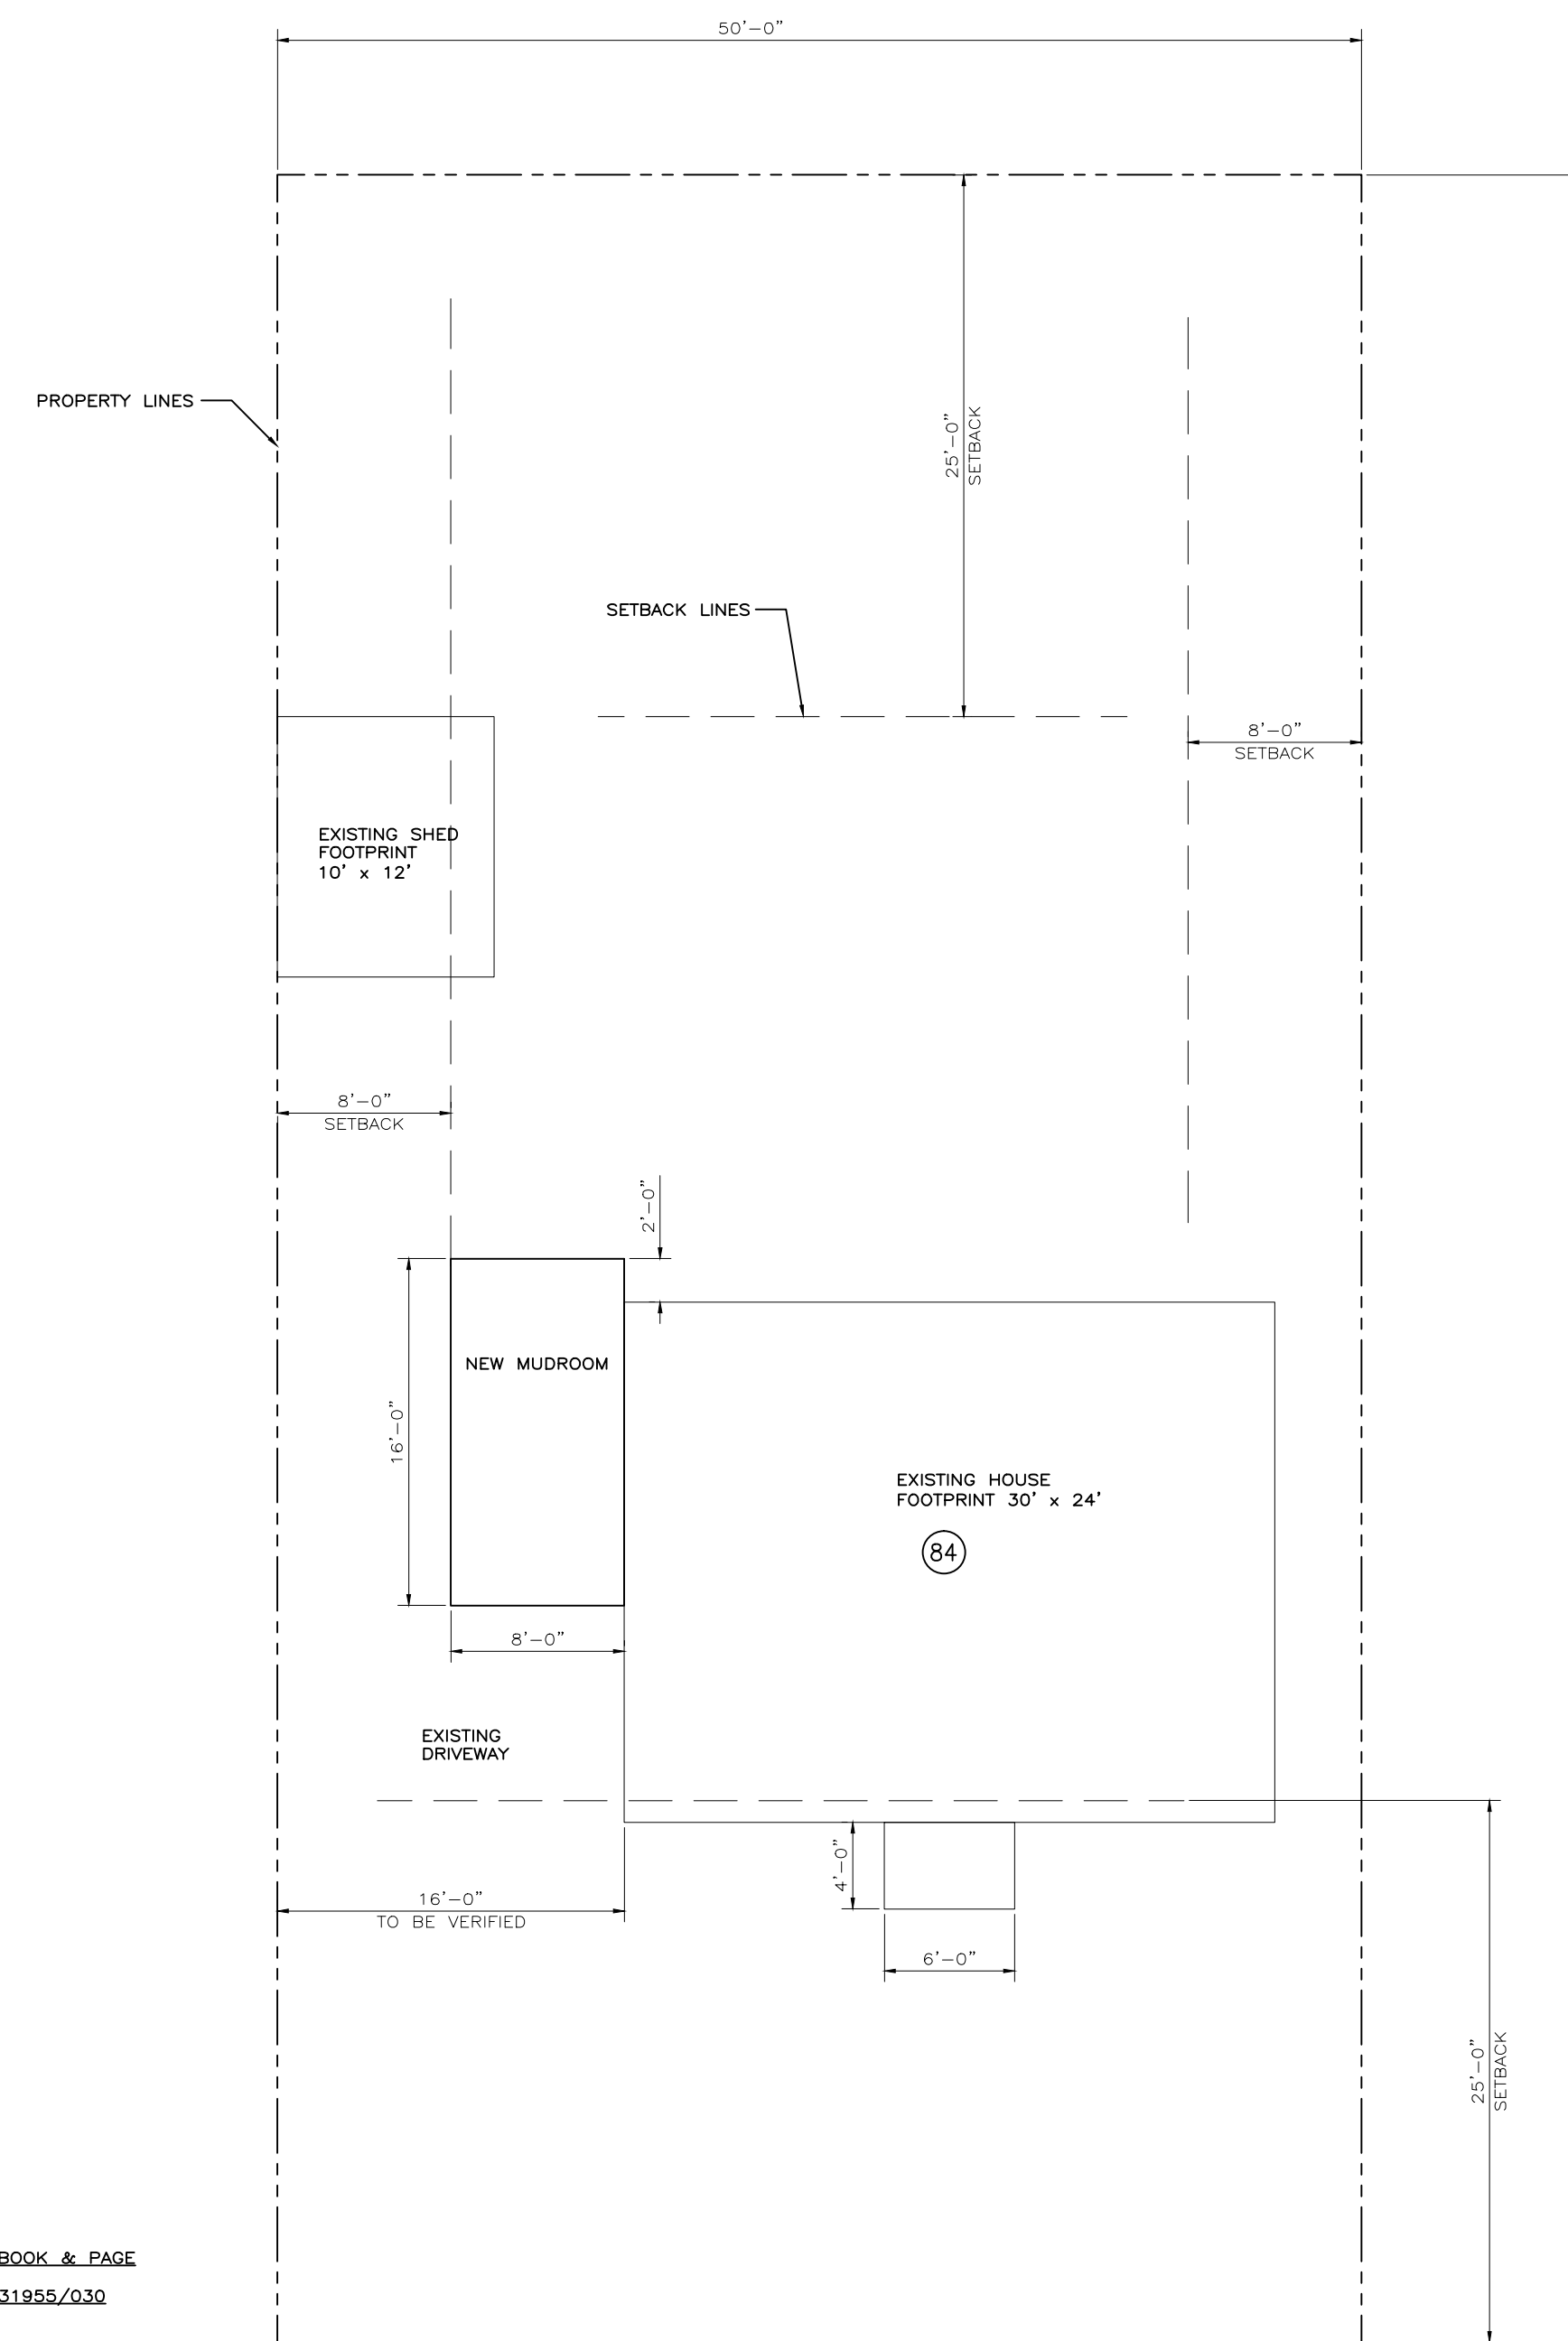 50'-0"
PROPERTY LINES
25'-0"
SETBACK
SETBACK LINES
8'-0"
SETBACK
EXISTING SHED
FOOTPRINT
10' x 12'
8'-0"
SETBACK
2'-0"
NEW MUDROOM
16'-0"
EXISTING HOUSE
FOOTPRINT 30' x 24'
84
8'-0"
EXISTING
DRIVEWAY
4'-0"
16'-0"
TO BE VERIFIED
6'-0"
25'-0"
SETBACK
BOOK & PAGE
31955/030